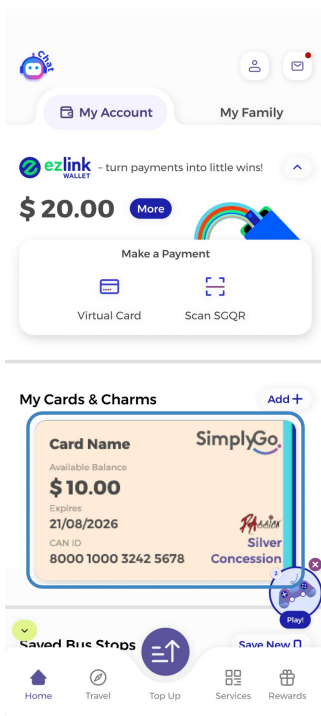 Chat
My Account
My Family
ezlink – turn payments into little wins!
WALLET
$ 20.00 More
Make a Payment
Virtual Card Scan SGQR
My Cards & Charms Add +
Card Name SimplyGo.
Available Balance
$ 10.00
Expires
21/08/2026 PAssion
CAN ID Silver
8000 1000 3242 5678 Concession
2
Play!
Saved Bus Stops Save New
Home Travel Top Up Services Rewards